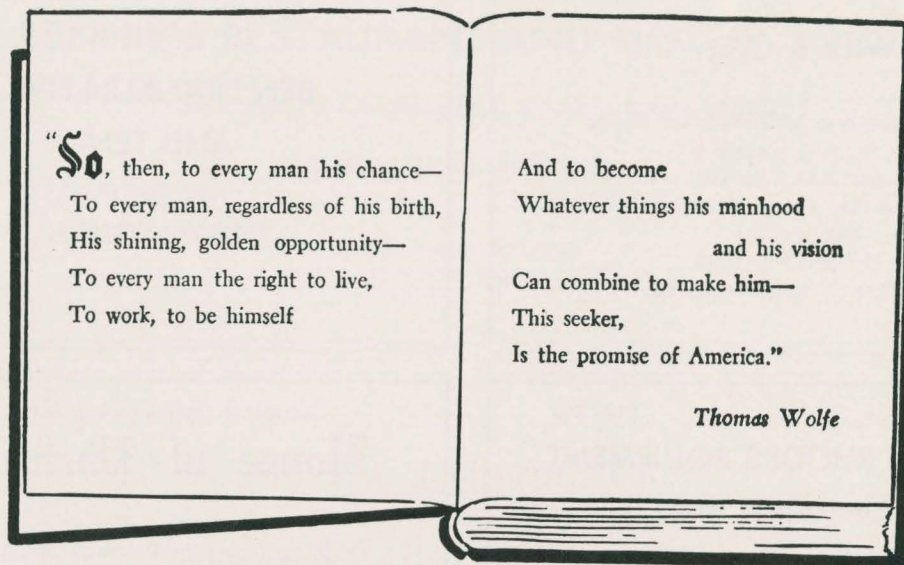 “So, then, to every man his chance—
To every man, regardless of his birth,
His shining, golden opportunity—
To every man the right to live,
To work, to be himself
And to become
Whatever things his manhood
and his vision
Can combine to make him—
This seeker,
Is the promise of America.”
Thomas Wolfe